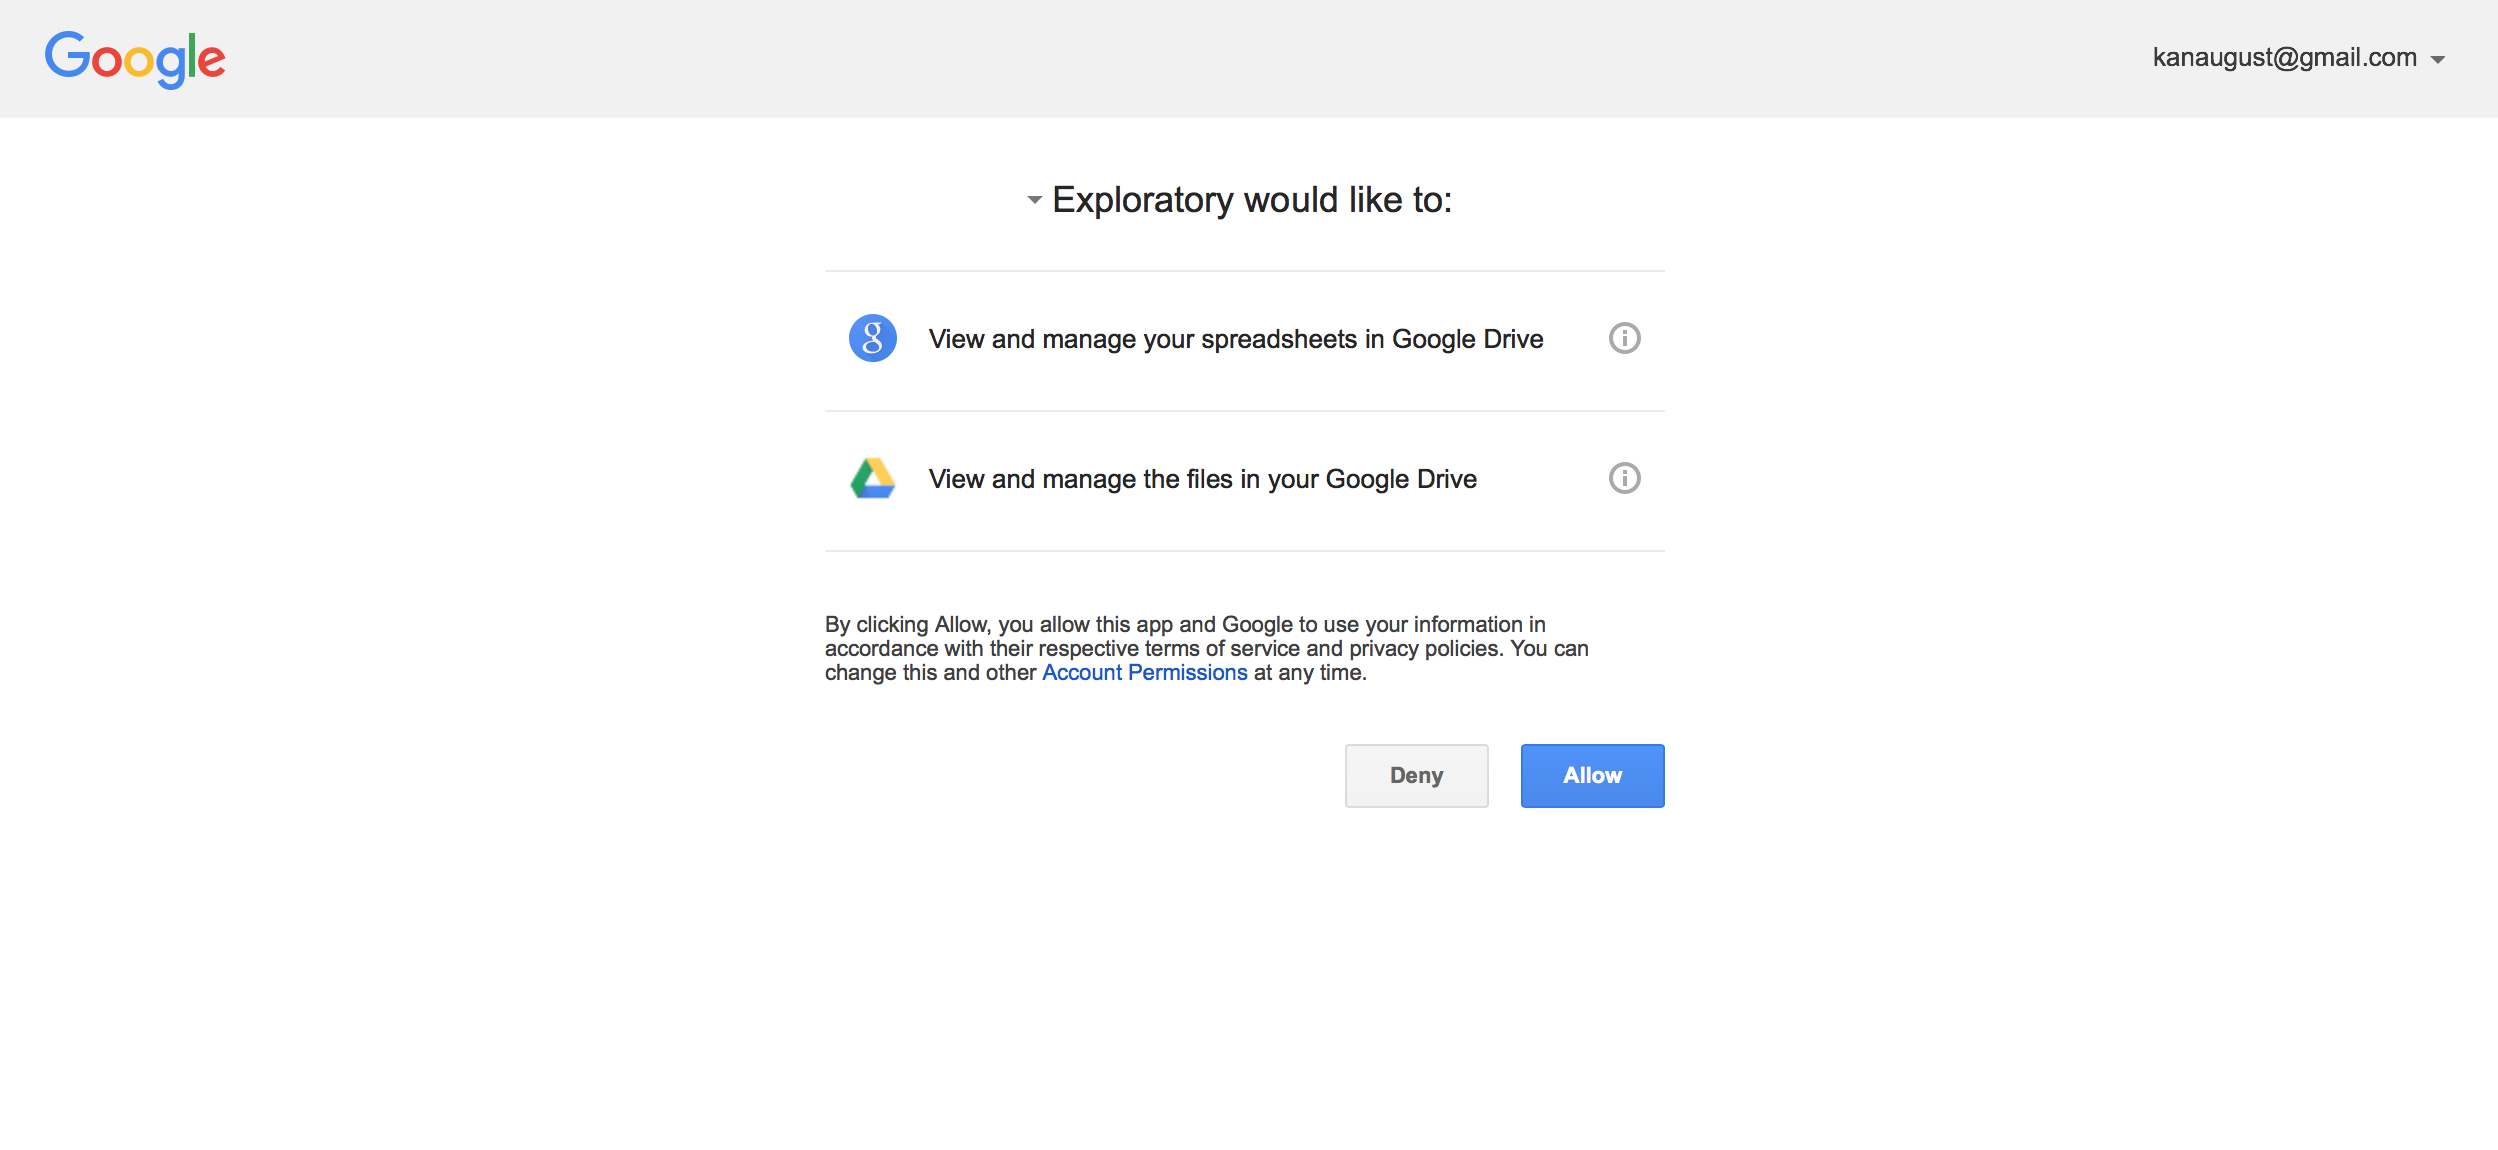 Google
kanaugust@gmail.com
Exploratory would like to:
View and manage your spreadsheets in Google Drive
View and manage the files in your Google Drive
By clicking Allow, you allow this app and Google to use your information in
accordance with their respective terms of service and privacy policies. You can
change this and other Account Permissions at any time.
Deny
Allow